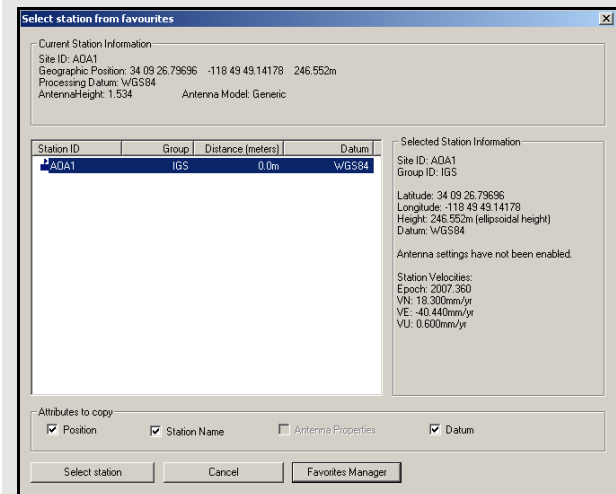 Select station from favourites
Current Station Information
Site ID: AOA1
Geographic Position: 34 09 26.79696 -118 49 49.14178 246.552m
Processing Datum: WGS84
AntennaHeight: 1.534 Antenna Model: Generic
Station ID Group Distance (meters) Datum
AOA1 IGS 0.0m WGS84
Selected Station Information
Site ID: AOA1
Group ID: IGS
Latitude: 34 09 26.79696
Longitude: -118 49 49.14178
Height: 246.552m (ellipsoidal height)
Datum: WGS84
Antenna settings have not been enabled.
Station Velocities:
Epoch: 2007.360
VN: 18.300mm/yr
VE: -40.440mm/yr
VU: 0.600mm/yr
Attributes to copy
Position Station Name Antenna Properties Datum
Select station Cancel Favorites Manager